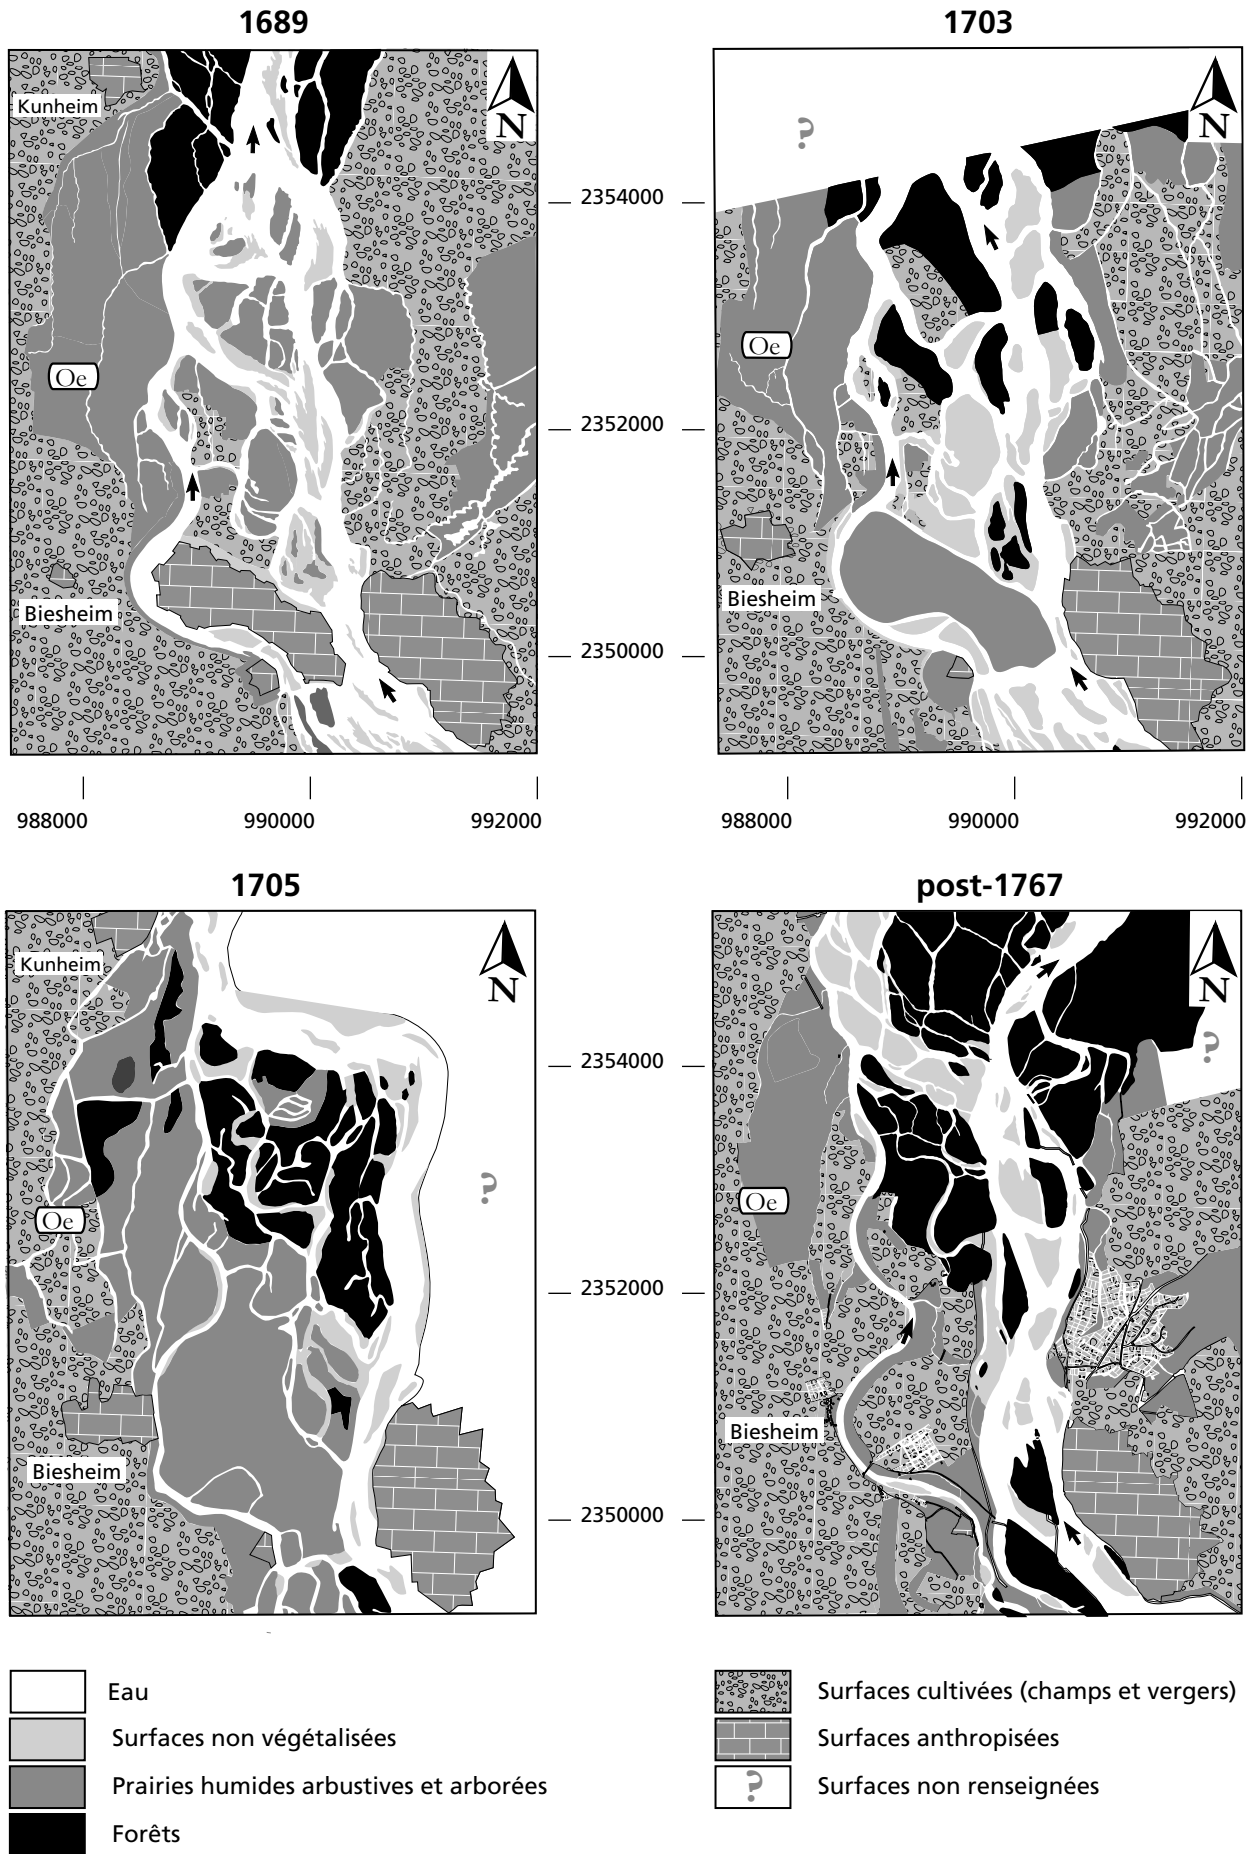 1689
1703
Kunheim
N
Oe
Biesheim
?
N
Oe
Biesheim
2354000
2352000
2350000
988000
990000
992000
988000
990000
992000
1705
post-1767
Kunheim
N
Oe
?
Biesheim
N
?
Oe
Biesheim
2354000
2352000
2350000
Eau
Surfaces non végétalisées
Prairies humides arbustives et arborées
Forêts
Surfaces cultivées (champs et vergers)
Surfaces anthropisées
? Surfaces non renseignées